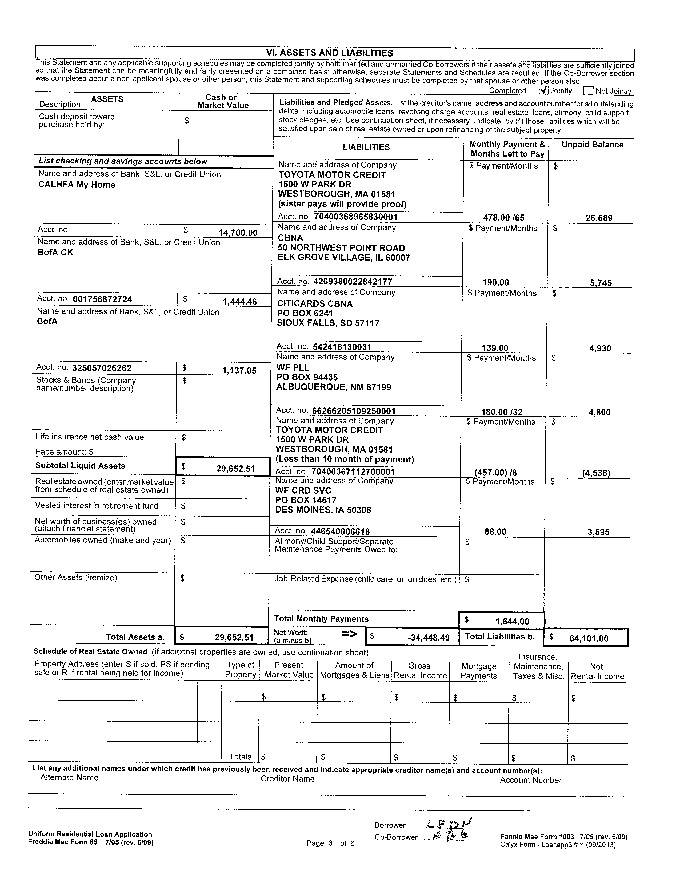 VI. ASSETS AND LIABILITIES
This Statement and any applicable supporting schedules may be completed jointly by both married and unmarried Co-borrowers if their assets and liabilities are sufficiently joined
so that the Statement can be meaningfully and fairly presented on a combined basis; otherwise, separate Statements and Schedules are required. If the Co-Borrower section
was completed about a non-applicant spouse or other person, this Statement and supporting schedules must be completed by that spouse or other person also.
Completed Jointly Not Jointly
ASSETS
Description
Cash or
Market Value
Cash deposit toward
purchase held by:
$
Liabilities and Pledged Assets. List the creditor's name, address and account number for all outstanding
debts, including automobile loans, revolving charge accounts, real estate loans, alimony, child support,
stock pledges, etc. Use continuation sheet, if necessary. Indicate by (*) those liabilities which will be
satisfied upon sale of real estate owned or upon refinancing of the subject property.
LIABILITIES
Monthly Payment &
Months Left to Pay
Unpaid Balance
List checking and savings accounts below
Name and address of Bank, S&L, or Credit Union
CALHFA My Home
Acct. no. $ 14,700.00
Name and address of Bank, S&L, or Credit Union
BofA CK
Acct. no. 001756872724 $ 1,444.46
Name and address of Bank, S&L, or Credit Union
BofA
Acct. no. 325057026262 $ 1,137.05
Stocks & Bonds (Company
name/number description)
$
Life insurance net cash value
Face amount: $
$
Subtotal Liquid Assets $ 29,652.51
Real estate owned (enter market value
from schedule of real estate owned)
$
Vested interest in retirement fund $
Net worth of business(es) owned
(attach financial statement)
$
Automobiles owned (make and year) $
Other Assets (itemize) $
Total Assets a. $ 29,652.51
Name and address of Company
TOYOTA MOTOR CREDIT
1500 W PARK DR
WESTBOROUGH, MA 01581
(sister pays will provide proof)
$ Payment/Months $
Acct. no. 70400368965830001 478.00 /65 26,689
Name and address of Company
CBNA
50 NORTHWEST POINT ROAD
ELK GROVE VILLAGE, IL 60007
$ Payment/Months $
Acct. no. 4269380022842177 190.00 5,745
Name and address of Company
CITICARDS CBNA
PO BOX 6241
SIOUX FALLS, SD 57117
$ Payment/Months $
Acct. no. 542418130031 139.00 4,930
Name and address of Company
WF PLL
PO BOX 94435
ALBUQUERQUE, NM 87199
$ Payment/Months $
Acct. no. 66266205109250001 180.00 /32 4,800
Name and address of Company
TOYOTA MOTOR CREDIT
1500 W PARK DR
WESTBOROUGH, MA 01581
(Less than 10 month of payment)
$ Payment/Months $
Acct. no. 70400367112700001 (457.00) /8 (4,538)
Name and address of Company
WF CRD SVC
PO BOX 14517
DES MOINES, IA 50306
$ Payment/Months $
Acct. no. 446540006618 88.00 3,595
Alimony/Child Support/Separate
Maintenance Payments Owed to:
$
Job-Related Expense (child care, union dues, etc.) $
Total Monthly Payments $ 1,644.00
Net Worth
(a minus b)
=> $ -34,448.49 Total Liabilities b. $ 64,101.00
Schedule of Real Estate Owned (if additional properties are owned, use continuation sheet)
Property Address (enter S if sold, PS if pending
sale or R if rental being held for income)
Type of
Property
Present
Market Value
Amount of
Mortgages & Liens
Gross
Rental Income
Mortgage
Payments
Insurance,
Maintenance,
Taxes & Misc.
Net
Rental Income
$ $ $ $ $ $
Totals $ $ $ $ $ $
List any additional names under which credit has previously been received and indicate appropriate creditor name(s) and account number(s):
Alternate Name Creditor Name Account Number
Uniform Residential Loan Application
Freddie Mac Form 65 7/05 (rev. 6/09)
Page 3 of
Borrower
Co-Borrower
Fannie Mae Form 1003 7/05 (rev. 6/09)
Calyx Form - Loanapp3.frm (09/2013)